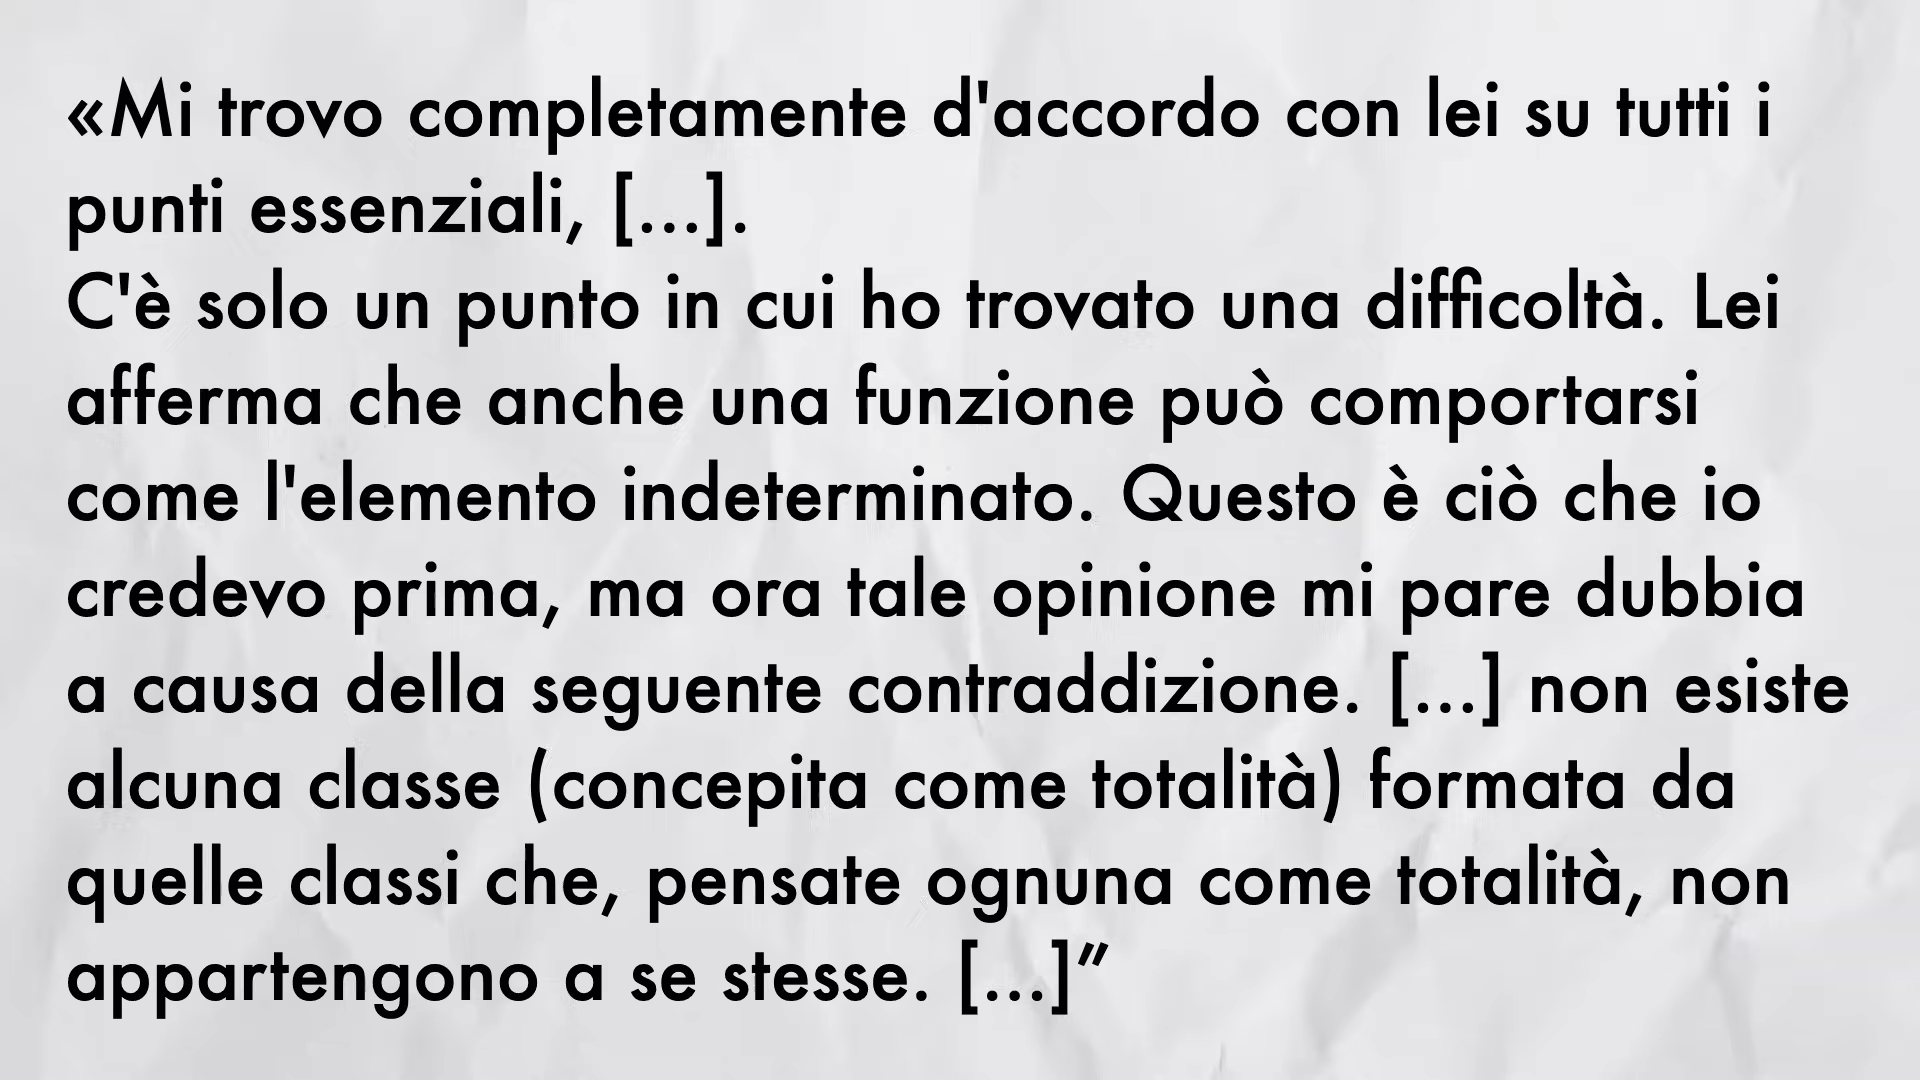 «Mi trovo completamente d'accordo con lei su tutti i
punti essenziali, [...].
C'è solo un punto in cui ho trovato una difficoltà. Lei
afferma che anche una funzione può comportarsi
come l'elemento indeterminato. Questo è ciò che io
credevo prima, ma ora tale opinione mi pare dubbia
a causa della seguente contraddizione. [...] non esiste
alcuna classe (concepita come totalità) formata da
quelle classi che, pensate ognuna come totalità, non
appartengono a se stesse. [...]”